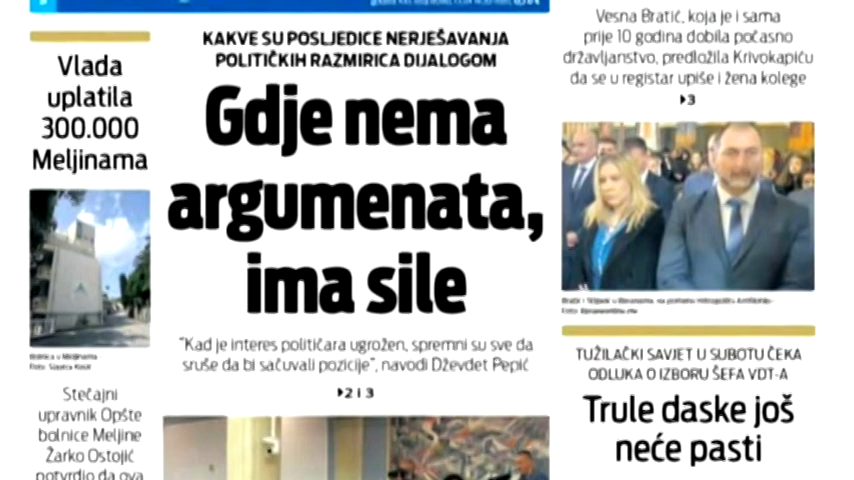 Vlada
uplatila
300.000
Meljinama
Stečajni
upravnik Opšte
bolnice Meljine
Žarko Ostojić
potvrdio da ova
KAKVE SU POSLJEDICE NERJEŠAVANJA
POLITIČKIH RAZMIRICA DIJALOGOM
Gdje nema
argumenata,
ima sile
"Kad je interes političara ugrožen, spremni su sve da
sruše da bi sačuvali pozicije", navodi Dževdet Pepić
2 i 3
Vesna Bratić, koja je i sama
prije 10 godina dobila počasno
državljanstvo, predložila Krivokapiću
da se u registar upiše i žena kolege
3
TUŽILAČKI SAVJET U SUBOTU ČEKA
ODLUKA O IZBORU ŠEFA VDT-A
Trule daske još
neće pasti